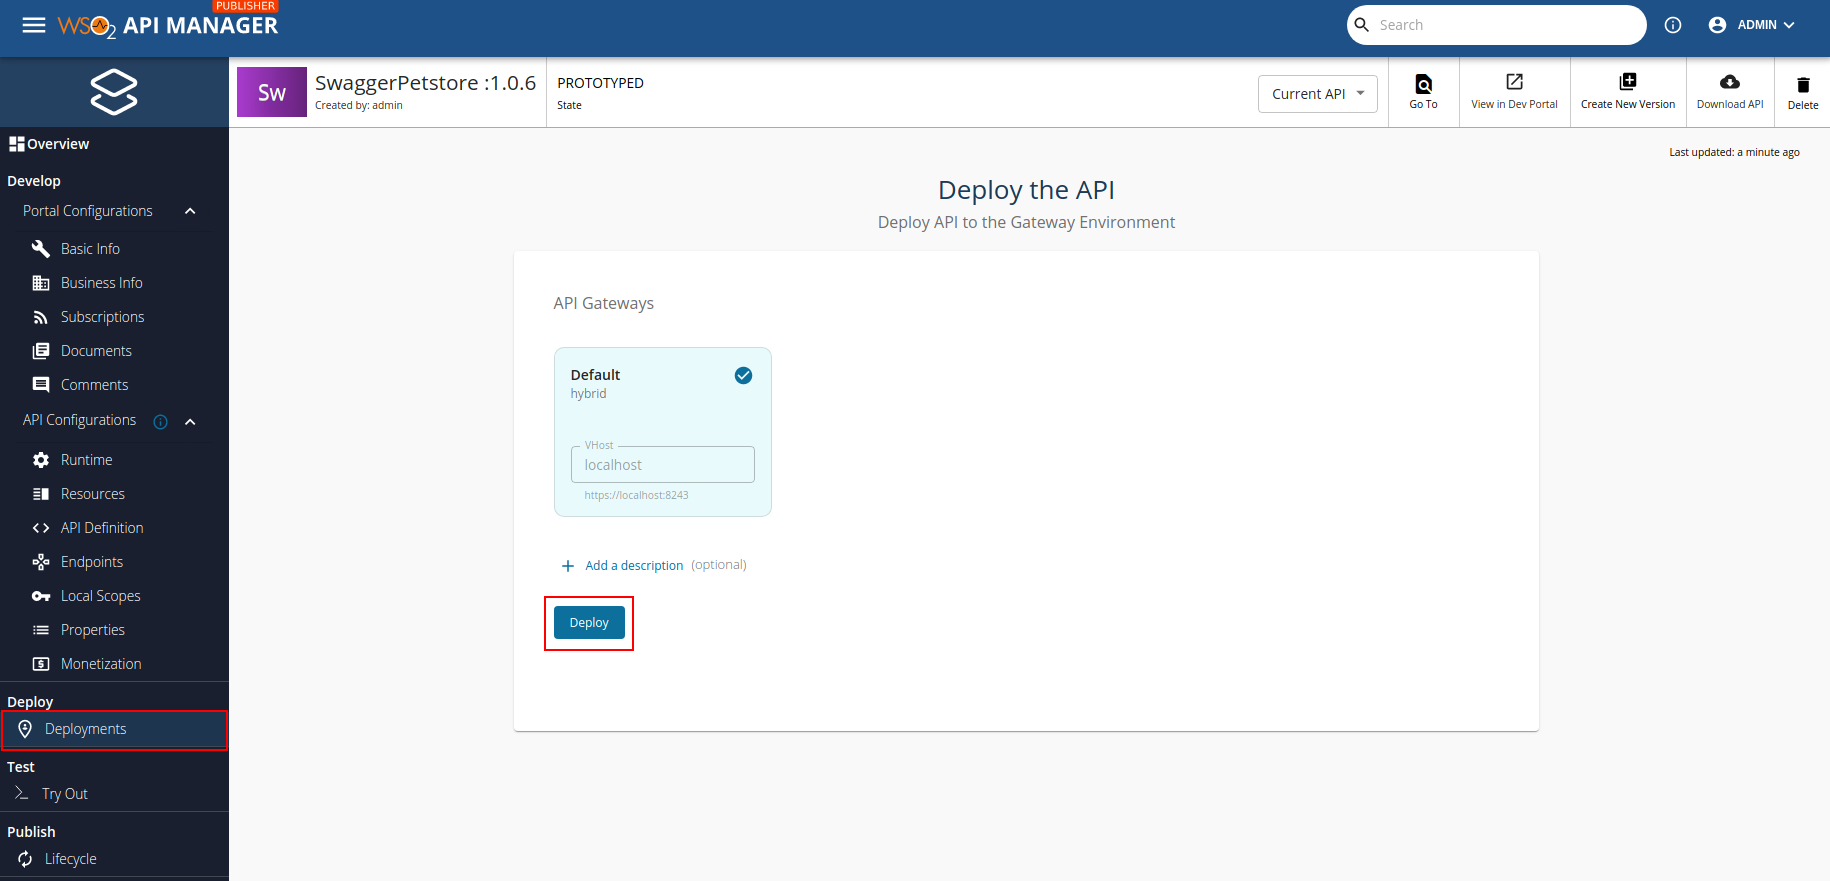 PUBLISHER
WSO2 API MANAGER
Search
ADMIN
Sw
SwaggerPetstore :1.0.6
Created by: admin
PROTOTYPED
State
Current API
Go To
View in Dev Portal
Create New Version
Download API
Delete
Overview
Develop
Portal Configurations
Basic Info
Business Info
Subscriptions
Documents
Comments
API Configurations
Runtime
Resources
API Definition
Endpoints
Local Scopes
Properties
Monetization
Deploy
Deployments
Test
Try Out
Publish
Lifecycle
Last updated: a minute ago
Deploy the API
Deploy API to the Gateway Environment
API Gateways
Default
hybrid
VHost
localhost
https://localhost:8243
Add a description (optional)
Deploy